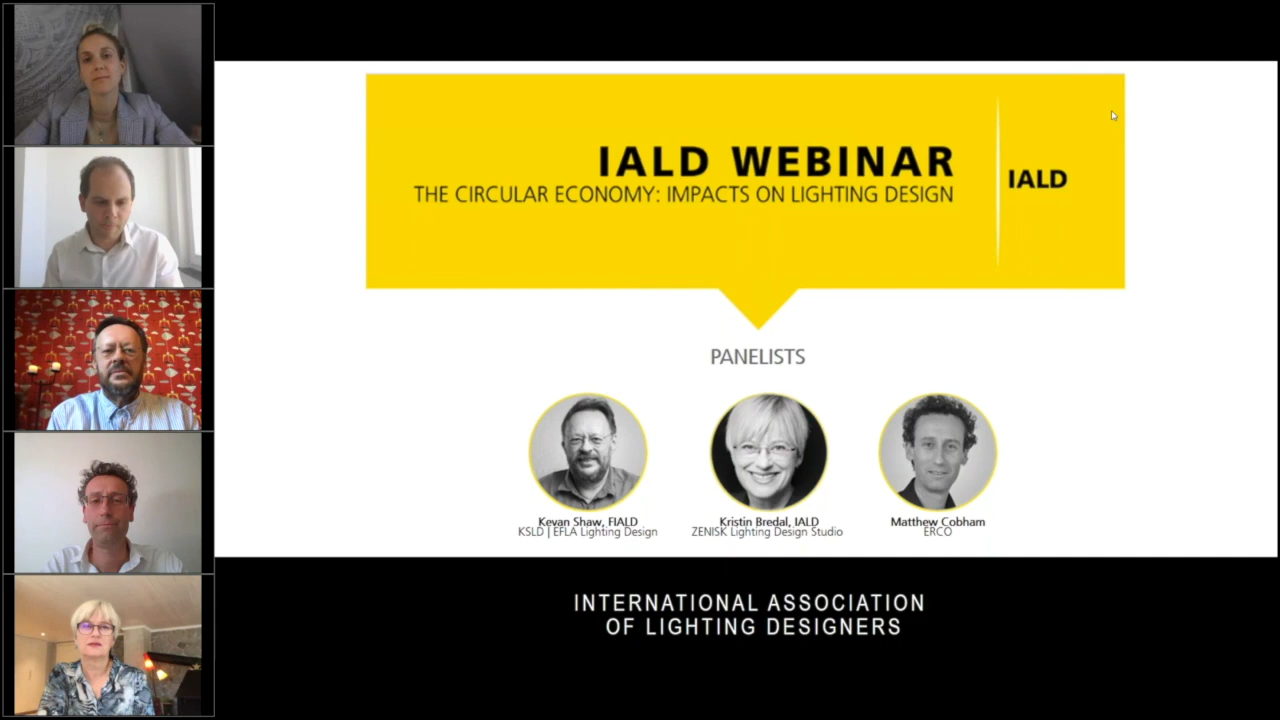 IALD WEBINAR
THE CIRCULAR ECONOMY: IMPACTS ON LIGHTING DESIGN
IALD
PANELISTS
Kevan Shaw, FIALD
KSLD | EFLA Lighting Design
Kristin Bredal, IALD
ZENISK Lighting Design Studio
Matthew Cobham
ERCO
INTERNATIONAL ASSOCIATION
OF LIGHTING DESIGNERS